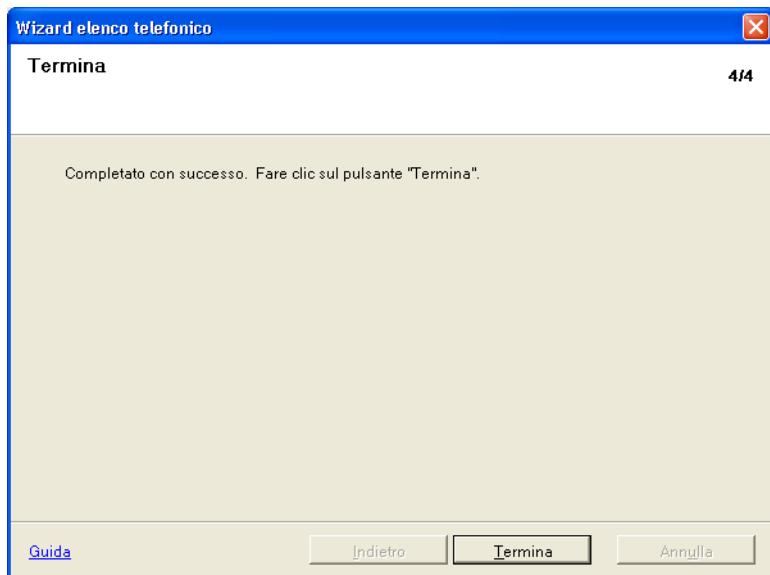 Wizard elenco telefonico
Termina
4/4
Completato con successo. Fare clic sul pulsante "Termina".
Guida
Indietro
Termina
Annulla